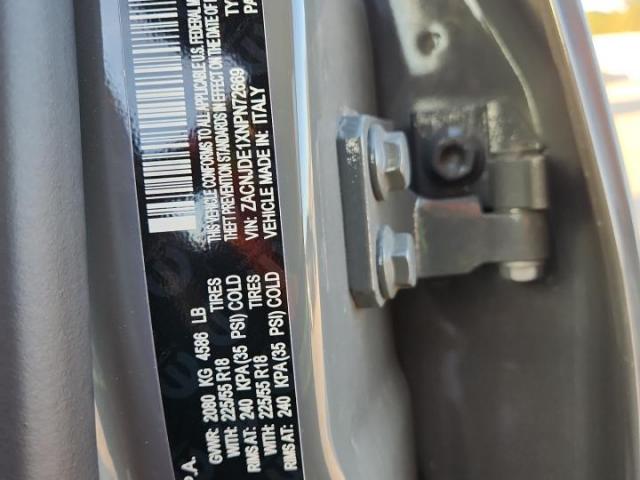 P.A.
GVWR: 2080 KG 4586 LB
WITH: 225/55 R18 TIRES
RIMS AT: 240 KPA(35 PSI) COLD
WITH: 225/55 R18 TIRES
RIMS AT: 240 KPA(35 PSI) COLD
THIS VEHICLE CONFORMS TO ALL APPLICABLE U.S. FEDERAL
THEFT PREVENTION STANDARDS IN EFFECT ON THE DATE OF
VIN: ZACNJDE1XNPN72669 TY
VEHICLE MADE IN: ITALY PA